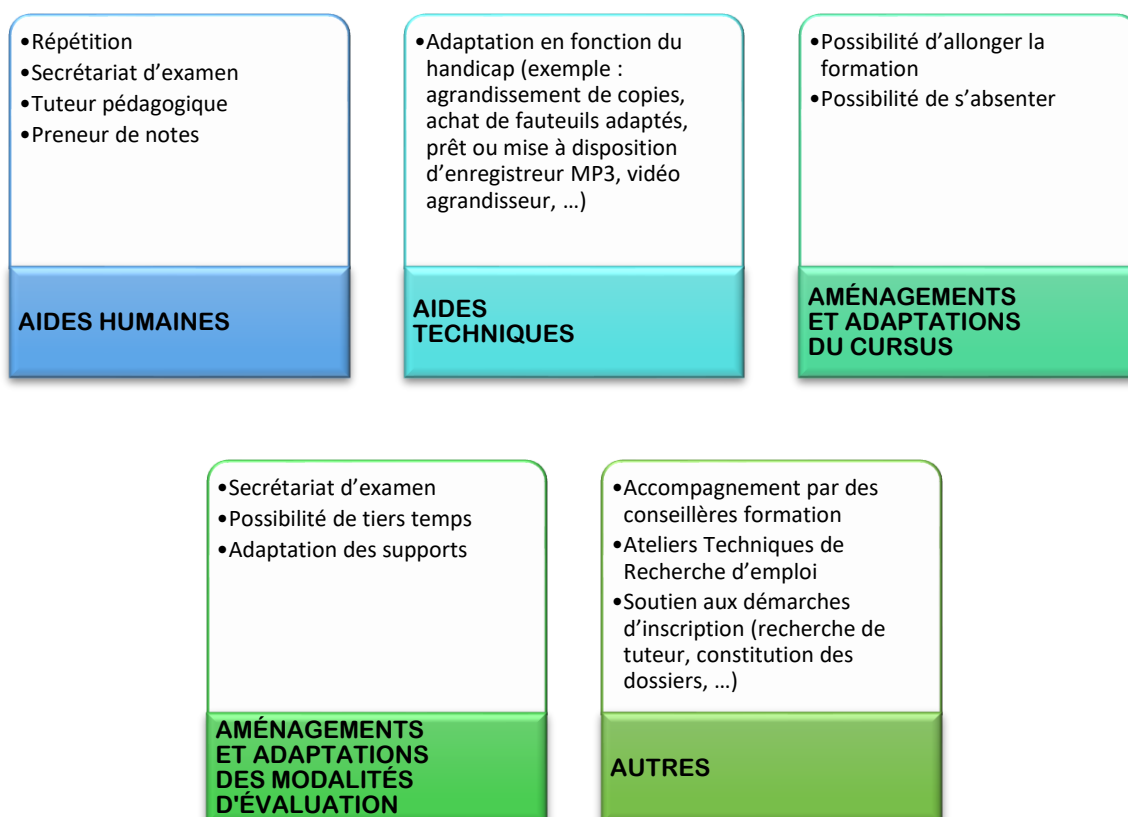 •Répétition
•Secrétariat d’examen
•Tuteur pédagogique
•Preneur de notes
AIDES HUMAINES
•Adaptation en fonction du
handicap (exemple :
agrandissement de copies,
achat de fauteuils adaptés,
prêt ou mise à disposition
d’enregistreur MP3, vidéo
agrandisseur, …)
AIDES
TECHNIQUES
•Possibilité d’allonger la
formation
•Possibilité de s’absenter
AMÉNAGEMENTS
ET ADAPTATIONS
DU CURSUS
•Secrétariat d’examen
•Possibilité de tiers temps
•Adaptation des supports
AMÉNAGEMENTS
ET ADAPTATIONS
DES MODALITÉS
D'ÉVALUATION
•Accompagnement par des
conseillères formation
•Ateliers Techniques de
Recherche d’emploi
•Soutien aux démarches
d’inscription (recherche de
tuteur, constitution des
dossiers, …)
AUTRES